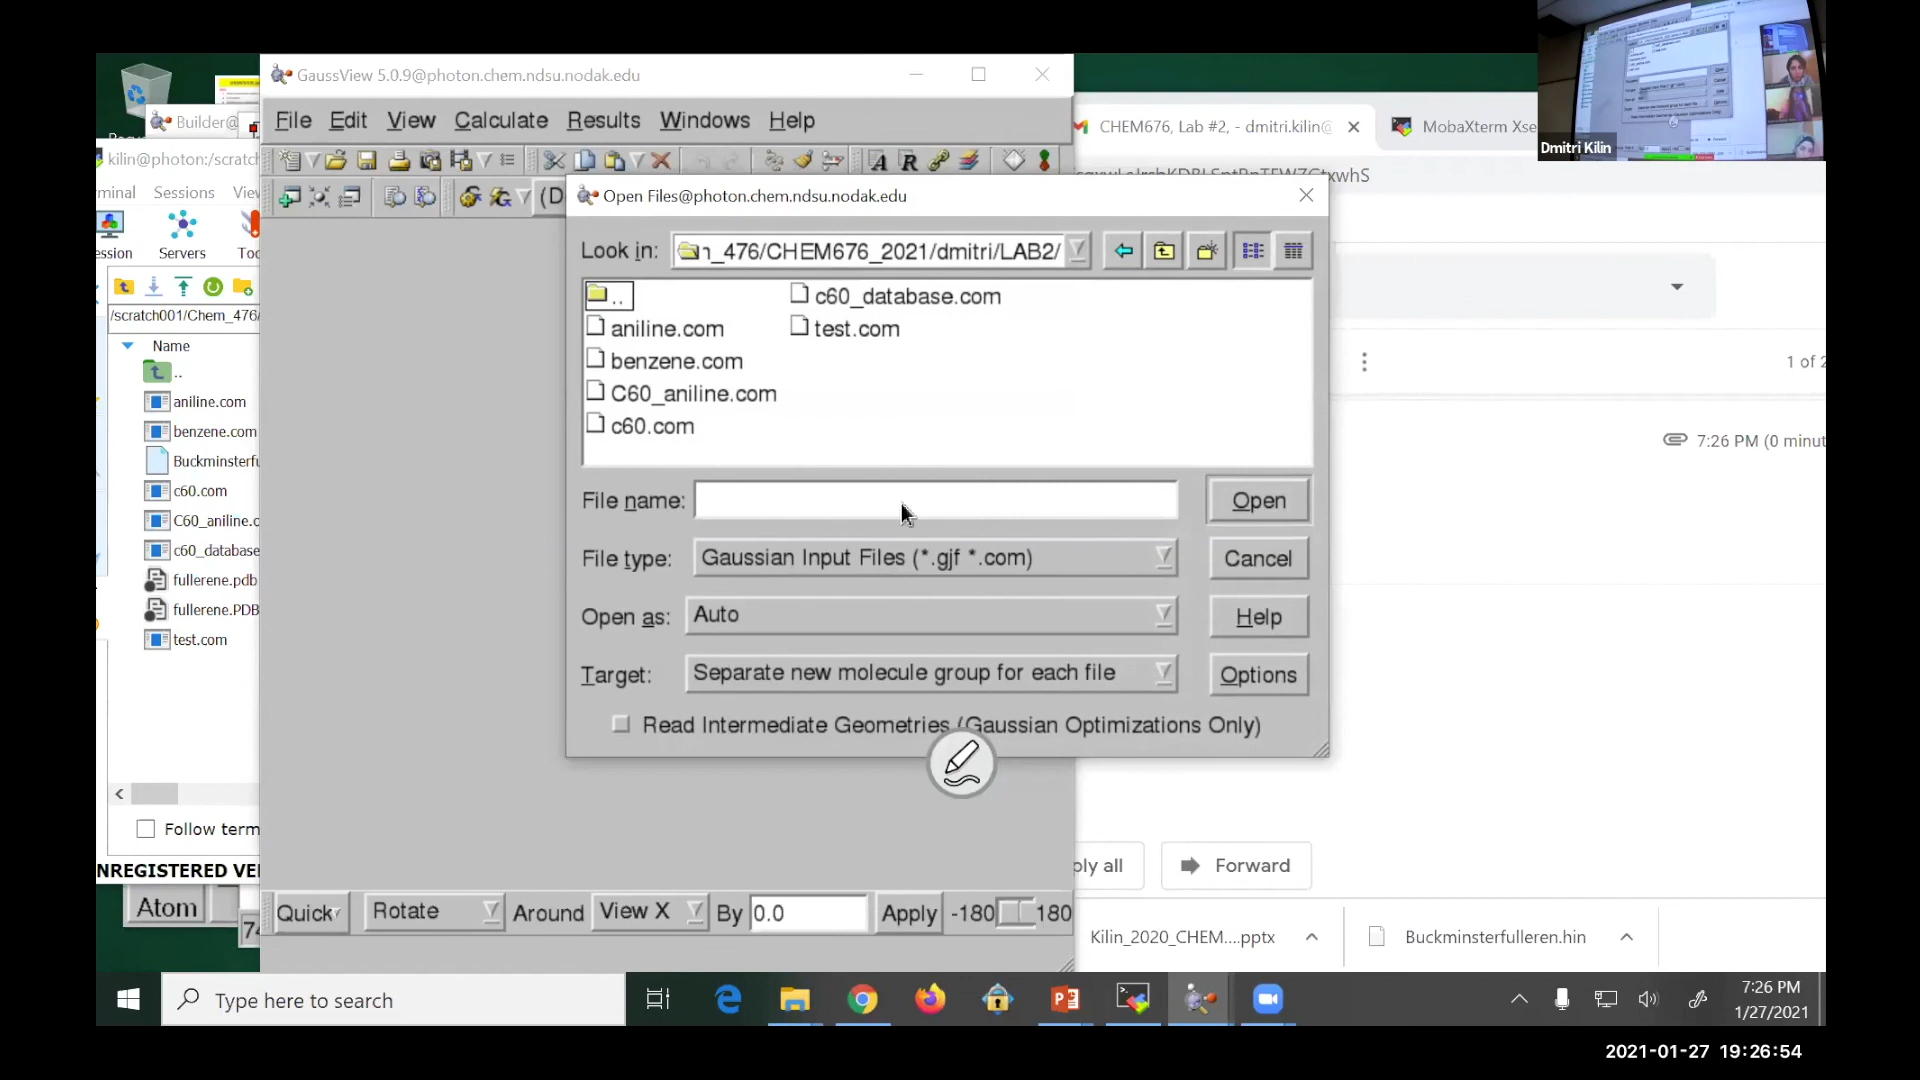 GaussView 5.0.9@photon.chem.ndsu.nodak.edu
File Edit View Calculate Results Windows Help
Builder@
kilin@photon:/scratch
minal Sessions View
ession Servers Too
/scratch001/Chem_476/
Name
..
aniline.com
benzene.com
Buckminsterfu
c60.com
C60_aniline.c
c60_database
fullerene.pdb
fullerene.PDB
test.com
Follow term
NREGISTERED VE
Atom
74
Open Files@photon.chem.ndsu.nodak.edu
Look in: 1_476/CHEM676_2021/dmitri/LAB2/
..
aniline.com
benzene.com
C60_aniline.com
c60.com
c60_database.com
test.com
File name: Open
File type: Gaussian Input Files (*.gjf *.com) Cancel
Open as: Auto Help
Target: Separate new molecule group for each file Options
Read Intermediate Geometries (Gaussian Optimizations Only)
Quick Rotate Around View X By 0.0 Apply -180 180
CHEM676, Lab #2, - dmitri.kilin@
MobaXterm Xse
Dmitri Kilin
1 of 2
7:26 PM (0 minut
ply all Forward
Kilin_2020_CHEM....pptx Buckminsterfulleren.hin
Type here to search
7:26 PM
1/27/2021
2021-01-27 19:26:54